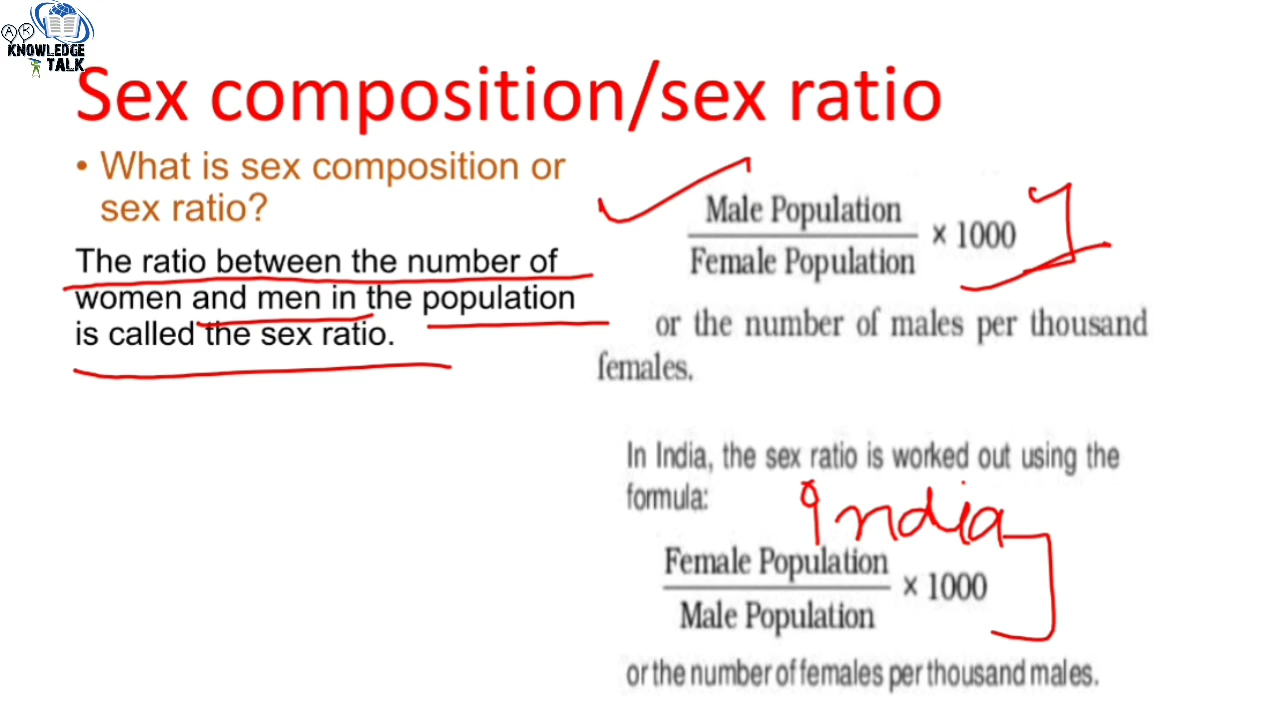 A K
KNOWLEDGE
TALK
Sex composition/sex ratio
• What is sex composition or
sex ratio?
The ratio between the number of
women and men in the population
is called the sex ratio.
Male Population
Female Population
× 1000
or the number of males per thousand
females.
In India, the sex ratio is worked out using the
formula:
India
Female Population
Male Population
× 1000
or the number of females per thousand males.